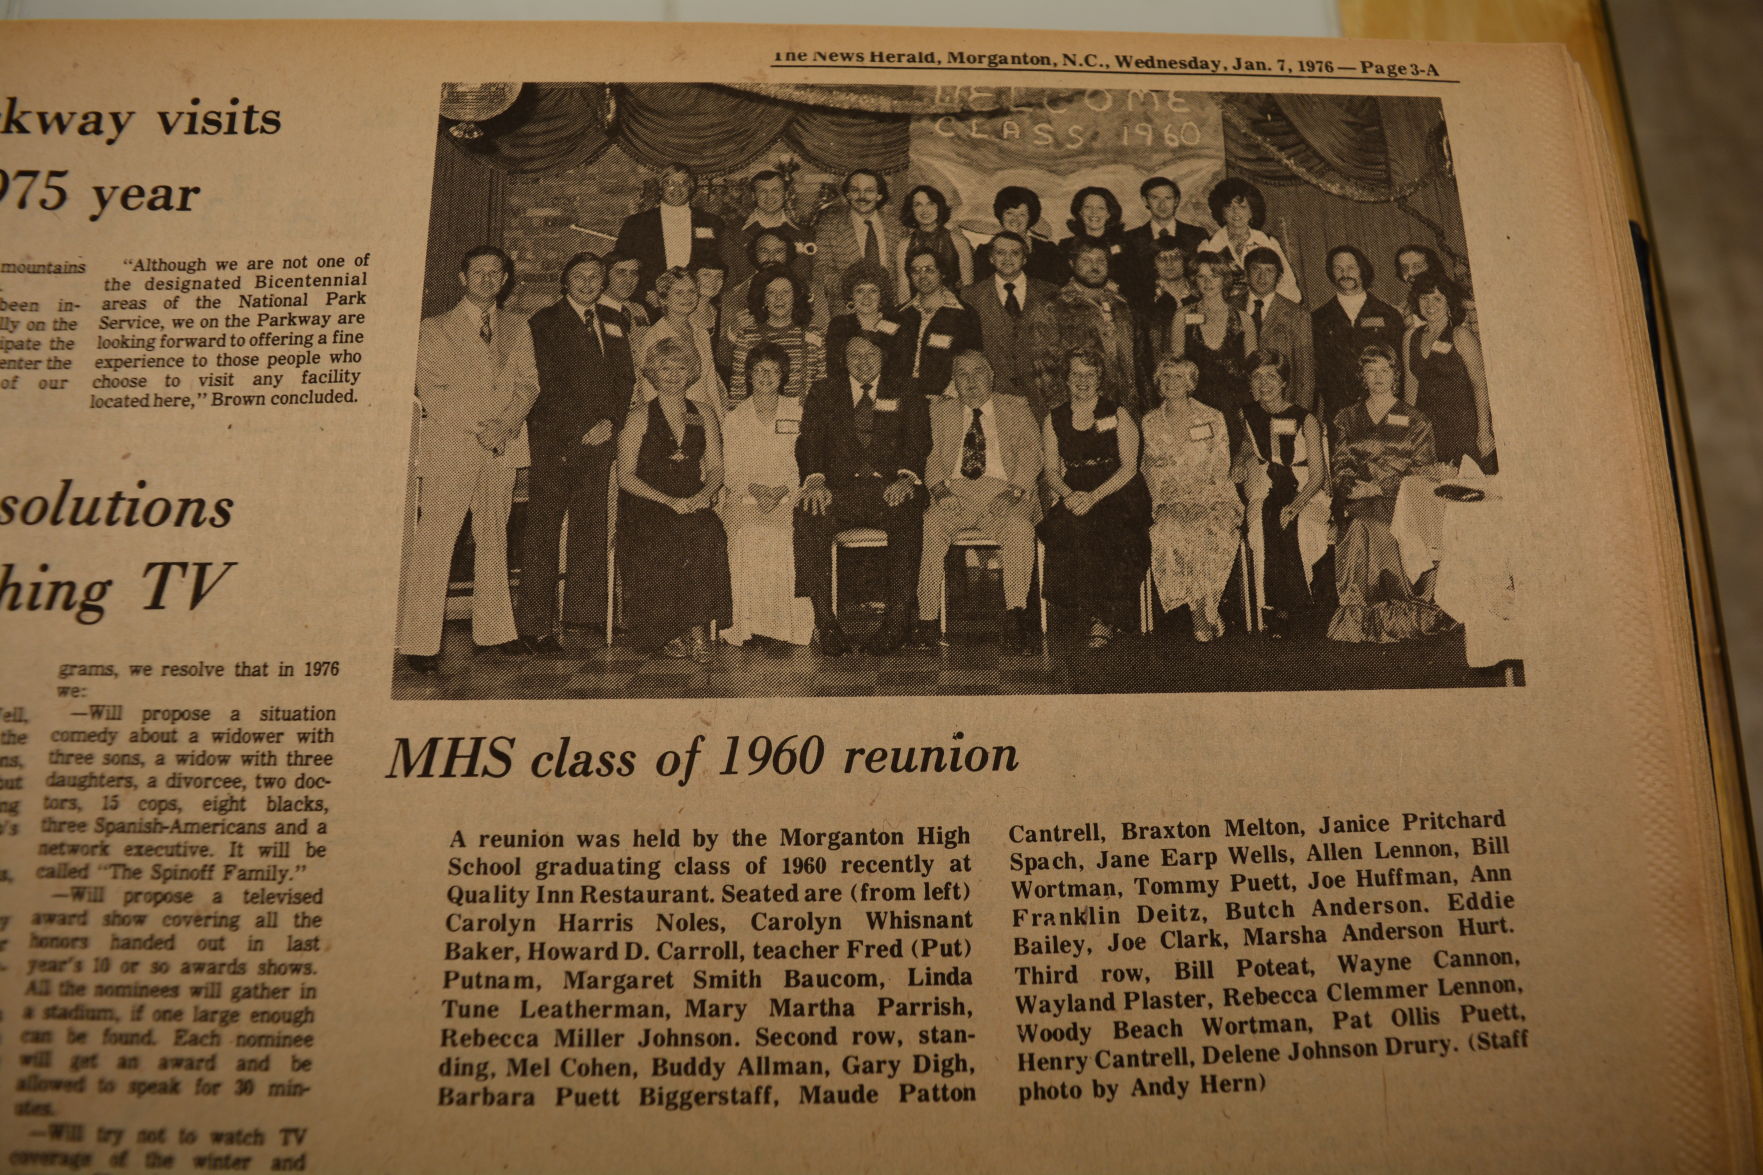 The News Herald, Morganton, N.C., Wednesday, Jan. 7, 1976 — Page 3-A
kway visits
975 year
mountains
been in-
lly on the
ipate the
enter the
of our
"Although we are not one of
the designated Bicentennial
areas of the National Park
Service, we on the Parkway are
looking forward to offering a fine
experience to those people who
choose to visit any facility
located here," Brown concluded.
solutions
hing TV
grams, we resolve that in 1976
we:
—Will propose a situation
comedy about a widower with
three sons, a widow with three
daughters, a divorcee, two doc-
tors, 15 cops, eight blacks,
three Spanish-Americans and a
network executive. It will be
called "The Spinoff Family."
—Will propose a televised
award show covering all the
honors handed out in last
year's 10 or so awards shows.
All the nominees will gather in
a stadium, if one large enough
can be found. Each nominee
will get an award and be
allowed to speak for 30 min-
utes.
—Will try not to watch TV
coverage of the winter and
WELCOME
CLASS 1960
MHS class of 1960 reunion
A reunion was held by the Morganton High
School graduating class of 1960 recently at
Quality Inn Restaurant. Seated are (from left)
Carolyn Harris Noles, Carolyn Whisnant
Baker, Howard D. Carroll, teacher Fred (Put)
Putnam, Margaret Smith Baucom, Linda
Tune Leatherman, Mary Martha Parrish,
Rebecca Miller Johnson. Second row, stan-
ding, Mel Cohen, Buddy Allman, Gary Digh,
Barbara Puett Biggerstaff, Maude Patton
Cantrell, Braxton Melton, Janice Pritchard
Spach, Jane Earp Wells, Allen Lennon, Bill
Wortman, Tommy Puett, Joe Huffman, Ann
Franklin Deitz, Butch Anderson. Eddie
Bailey, Joe Clark, Marsha Anderson Hurt.
Third row, Bill Poteat, Wayne Cannon,
Wayland Plaster, Rebecca Clemmer Lennon,
Woody Beach Wortman, Pat Ollis Puett,
Henry Cantrell, Delene Johnson Drury. (Staff
photo by Andy Hern)